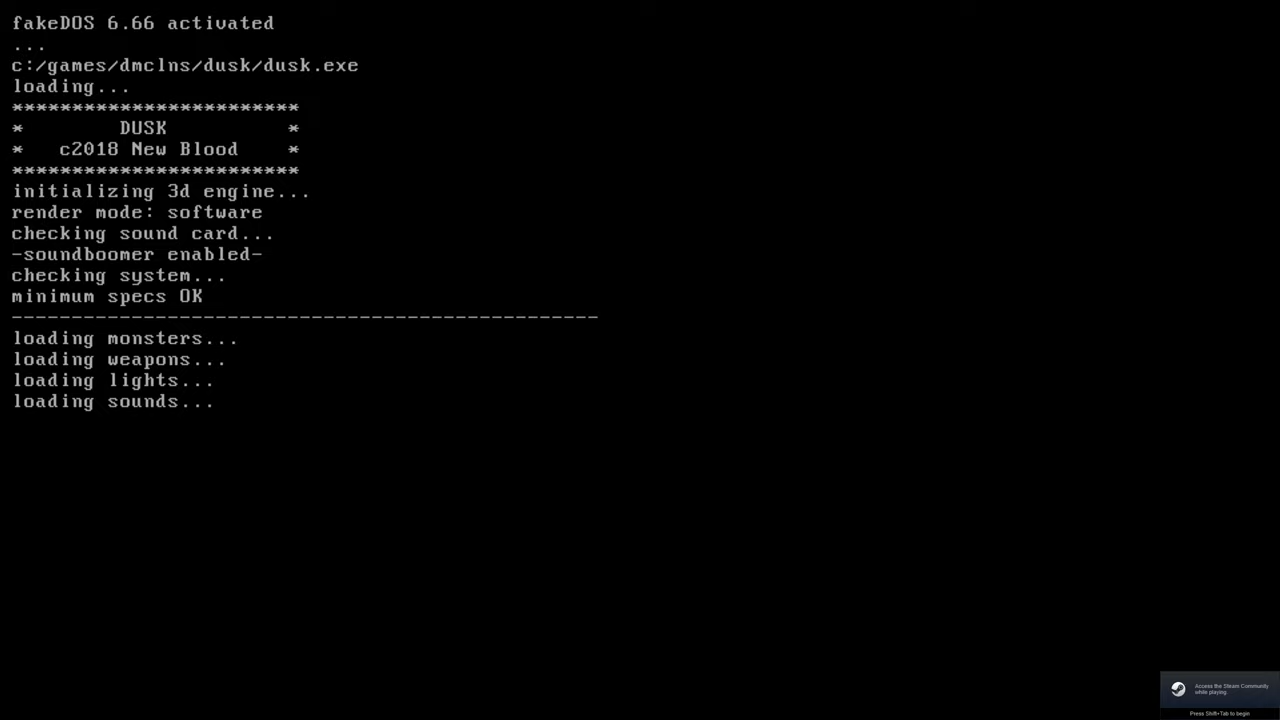 fakeDOS 6.66 activated
...
c:/games/dmclns/dusk/dusk.exe
loading...
************************
* DUSK *
* c2018 New Blood *
************************
initializing 3d engine...
render mode: software
checking sound card...
-soundboomer enabled-
checking system...
minimum specs OK
-------------------------------------------------
loading monsters...
loading weapons...
loading lights...
loading sounds...
Access the Steam Community
while playing.
Press Shift+Tab to begin